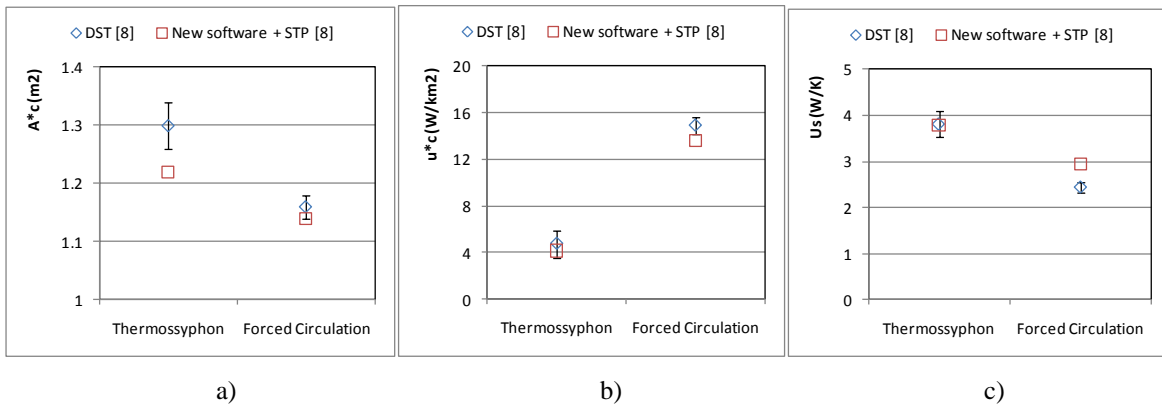 DST [8] New software + STP [8]
A*c (m2)
1.4
1.3
1.2
1.1
1
Thermossyphon Forced Circulation
a)
DST [8] New software + STP [8]
u*c (W/km2)
20
16
12
8
4
0
Thermossyphon Forced Circulation
b)
DST [8] New software + STP [8]
Us (W/K)
5
4
3
2
1
0
Thermossyphon Forced Circulation
c)